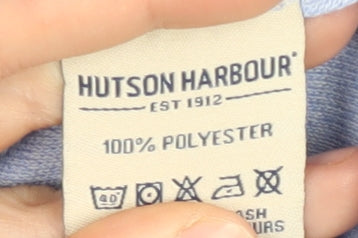 HUTSON HARBOUR
EST 1912
100% POLYESTER
40°